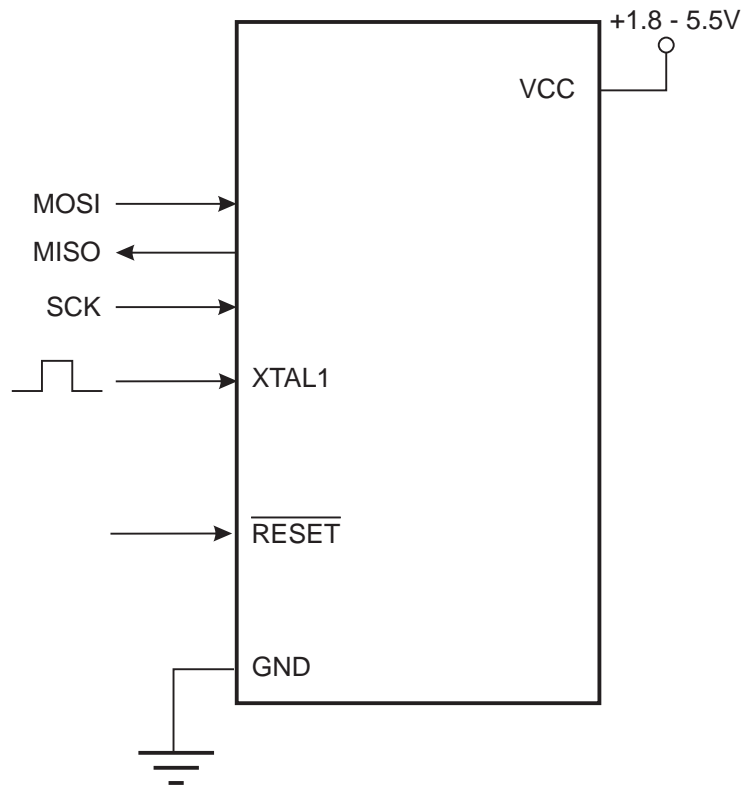 +1.8 - 5.5V
VCC
MOSI
MISO
SCK
XTAL1
RESET
GND